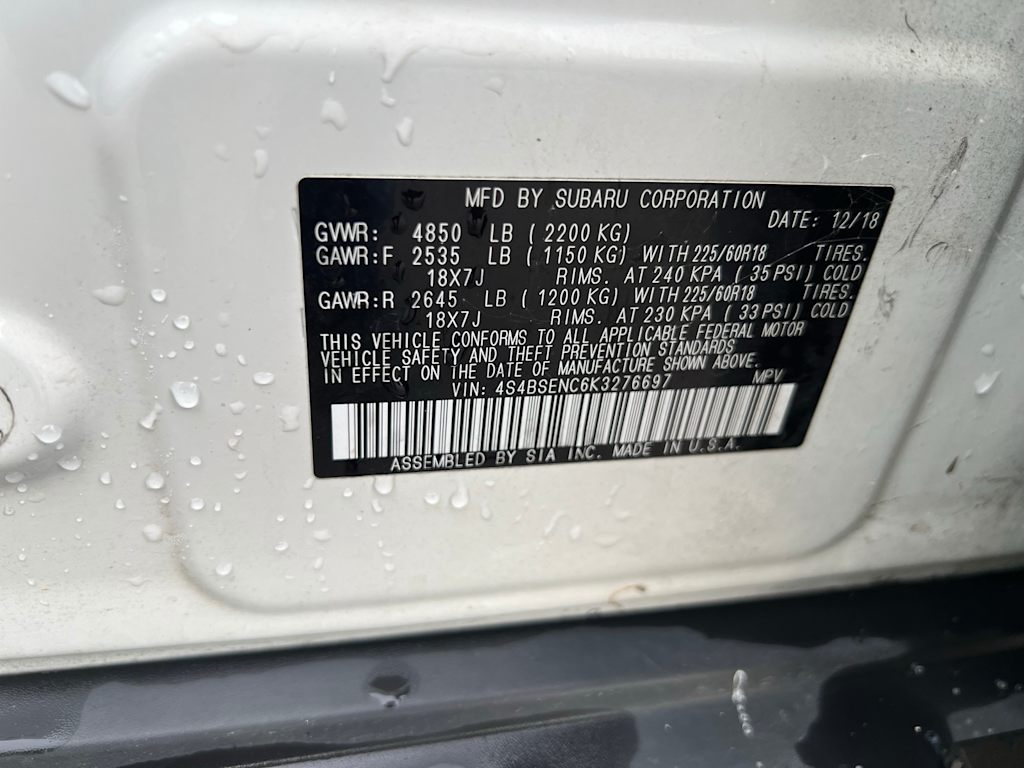 MFD BY SUBARU CORPORATION
DATE: 12/18
GVWR: 4850 LB ( 2200 KG)
GAWR:F 2535 LB ( 1150 KG) WITH 225/60R18 TIRES.
18X7J RIMS. AT 240 KPA ( 35 PSI) COLD
GAWR:R 2645 LB ( 1200 KG) WITH 225/60R18 TIRES.
18X7J RIMS. AT 230 KPA ( 33 PSI) COLD
THIS VEHICLE CONFORMS TO ALL APPLICABLE FEDERAL MOTOR
VEHICLE SAFETY AND THEFT PREVENTION STANDARDS
IN EFFECT ON THE DATE OF MANUFACTURE SHOWN ABOVE.
VIN: 4S4BSENC6K3276697 MPV
ASSEMBLED BY SIA INC. MADE IN U.S.A.